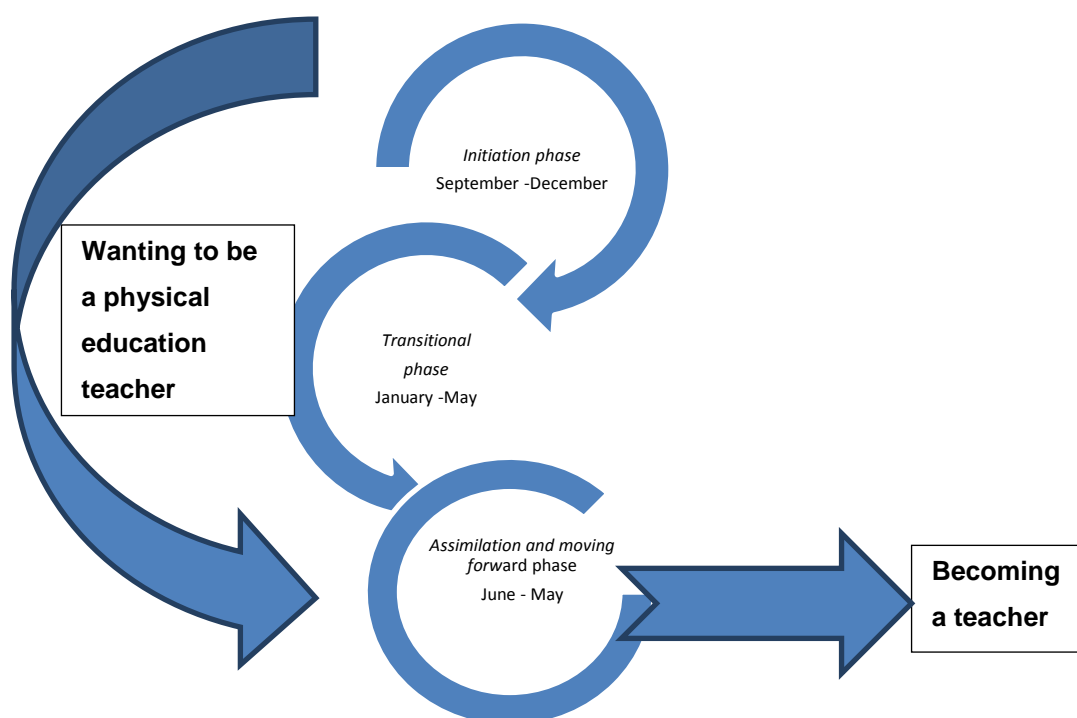 Initiation phase
September -December
Wanting to be
a physical
education
teacher
Transitional
phase
January -May
Assimilation and moving
forward phase
June - May
Becoming
a teacher